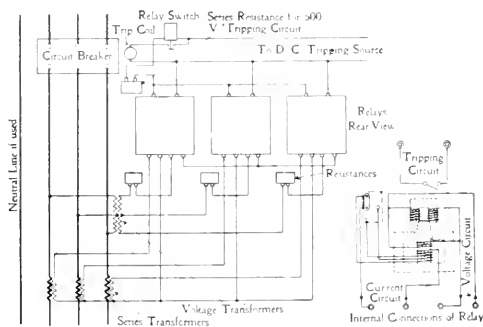 Relay Switch Series Resistance for 500
Trip Coil V Tripping Circuit
Circuit Breaker
To D C Tripping Source
Relays
Rear View
Neutral Line if used
Resistances
Tripping
Circuit
Voltage Circuit
Current
Circuit
Voltage Transformers
Series Transformers
Internal Connections of Relay